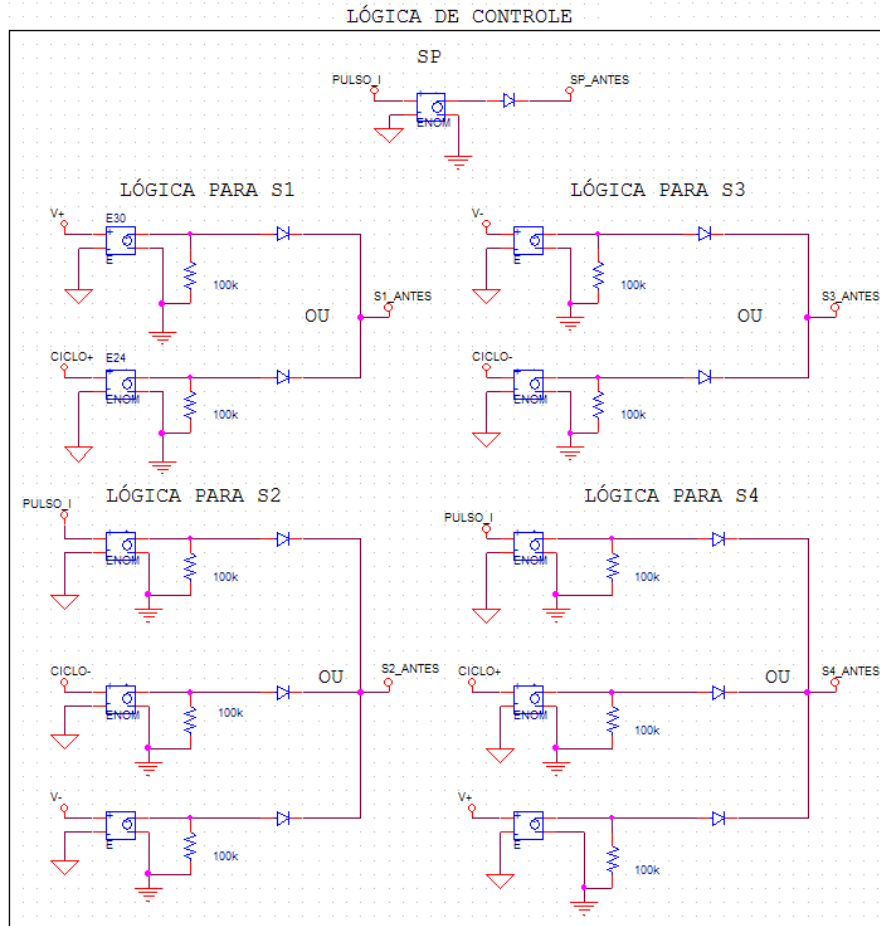 LÓGICA DE CONTROLE
SP
PULSO_I
SP_ANTES
ENOM
LÓGICA PARA S1
V+
E30
E
100k
S1_ANTES
OU
CICLO+
E24
ENOM
100k
LÓGICA PARA S3
V-
E
100k
S3_ANTES
OU
CICLO-
ENOM
100k
LÓGICA PARA S2
PULSO_I
ENOM
100k
CICLO-
ENOM
100k
OU
S2_ANTES
V-
E
100k
LÓGICA PARA S4
PULSO_I
ENOM
100k
CICLO+
ENOM
100k
OU
S4_ANTES
V+
E
100k